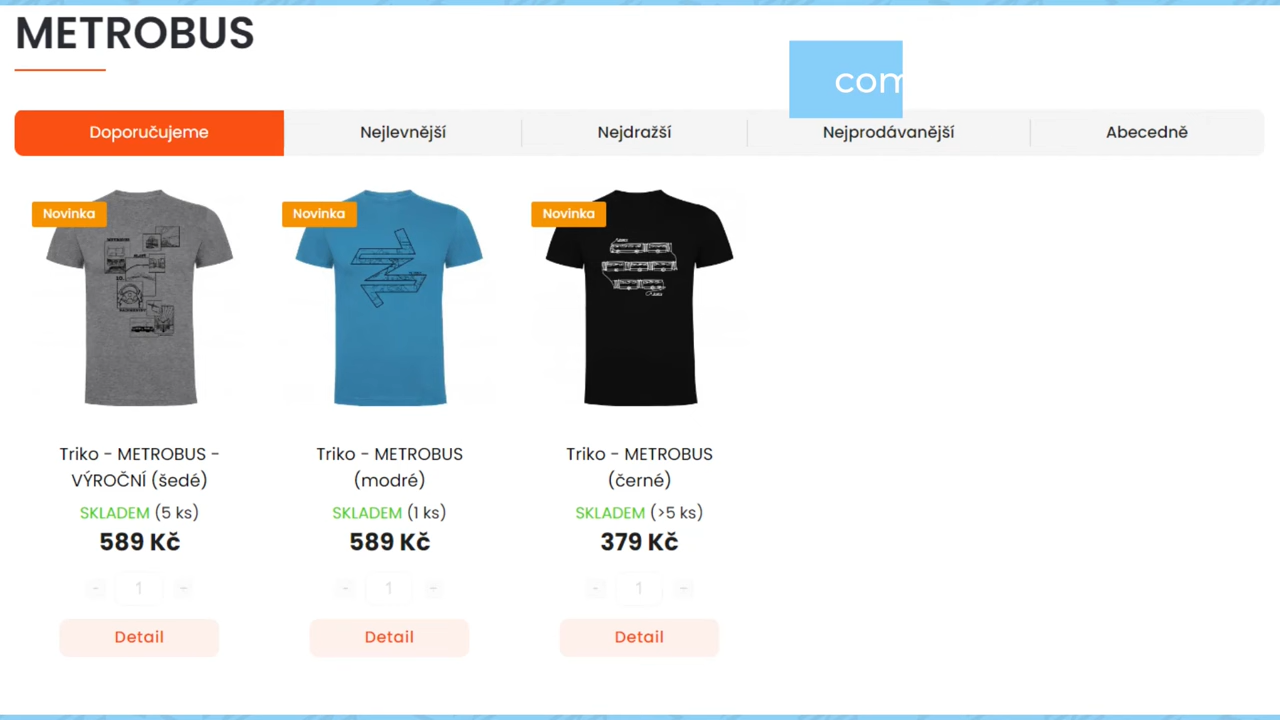 METROBUS
com
Doporučujeme
Nejlevnější
Nejdražší
Nejprodávanější
Abecedně
Novinka
Novinka
Novinka
Triko - METROBUS -
VÝROČNÍ (šedé)
SKLADEM (5 ks)
589 Kč
- 1 -
Detail
Triko - METROBUS
(modré)
SKLADEM (1 ks)
589 Kč
- 1 -
Detail
Triko - METROBUS
(černé)
SKLADEM (>5 ks)
379 Kč
- 1 -
Detail